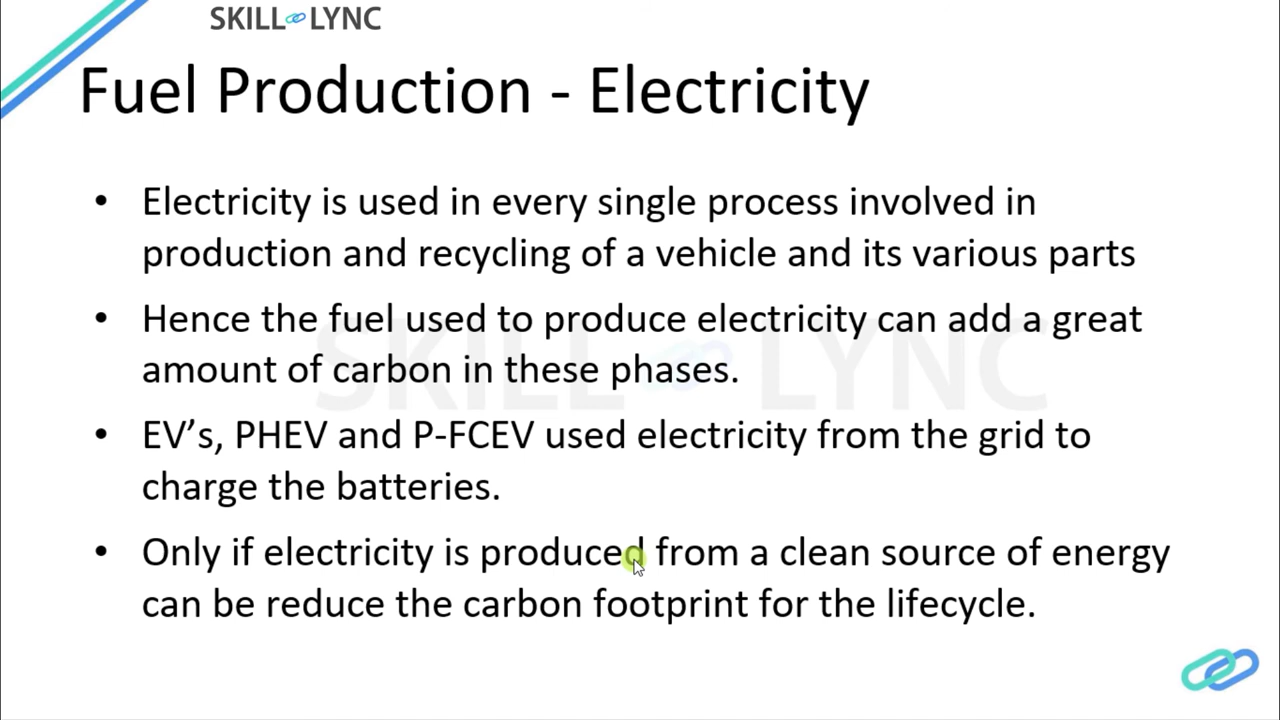 SKILL LYNC
Fuel Production - Electricity
• Electricity is used in every single process involved in
production and recycling of a vehicle and its various parts
• Hence the fuel used to produce electricity can add a great
amount of carbon in these phases.
• EV’s, PHEV and P-FCEV used electricity from the grid to
charge the batteries.
• Only if electricity is produced from a clean source of energy
can be reduce the carbon footprint for the lifecycle.
SKILL LYNC